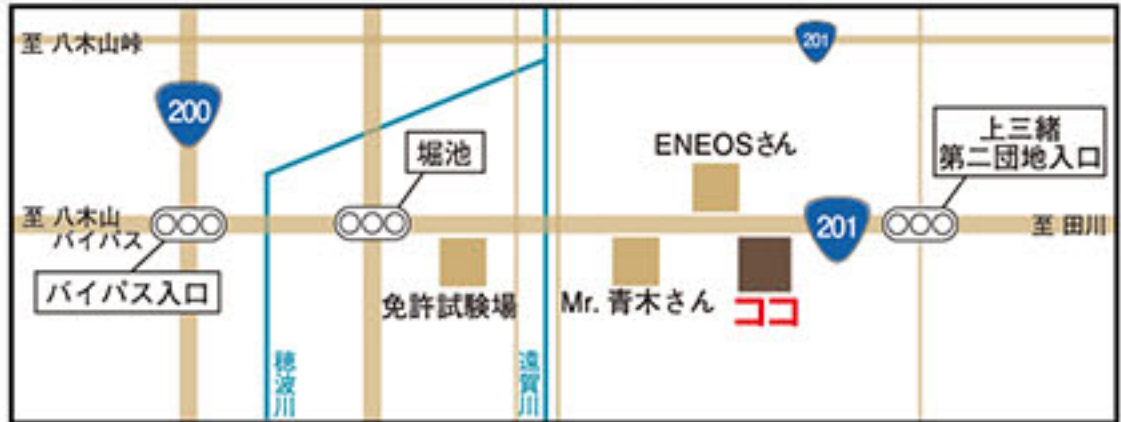 至 八木山峠
201
200
堀池
ENEOSさん
上三緒
第二団地入口
至 八木山
バイパス
201
至 田川
バイパス入口
免許試験場
Mr. 青木さん
ココ
穂波川
遠賀川